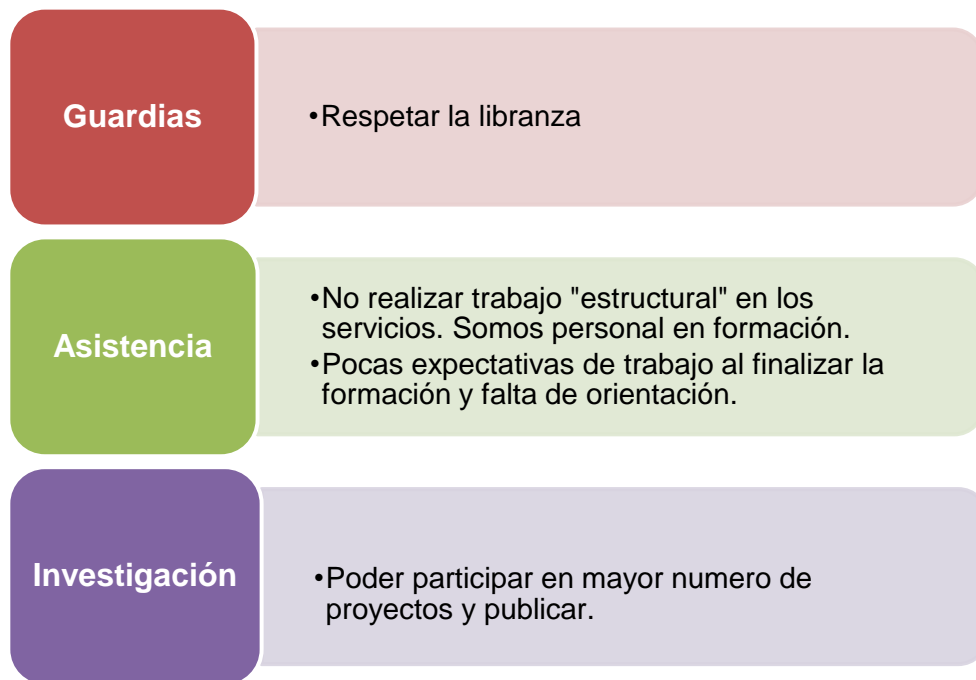 Guardias
•Respetar la libranza
Asistencia
•No realizar trabajo "estructural" en los
servicios. Somos personal en formación.
•Pocas expectativas de trabajo al finalizar la
formación y falta de orientación.
Investigación
•Poder participar en mayor numero de
proyectos y publicar.